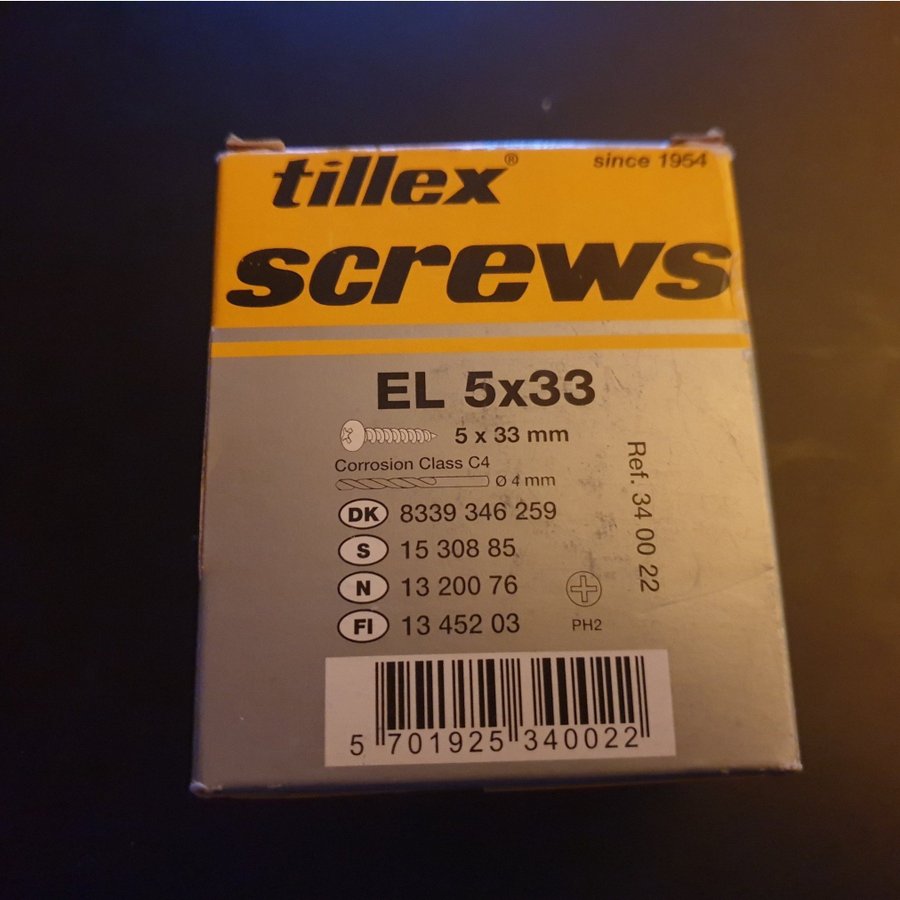 tillex®
since 1954
screws
EL 5x33
5 x 33 mm
Corrosion Class C4
Ø 4 mm
DK 8339 346 259
S 15 308 85
N 13 200 76
FI 13 452 03
PH2
Ref. 34 00 22
5 701925 340022